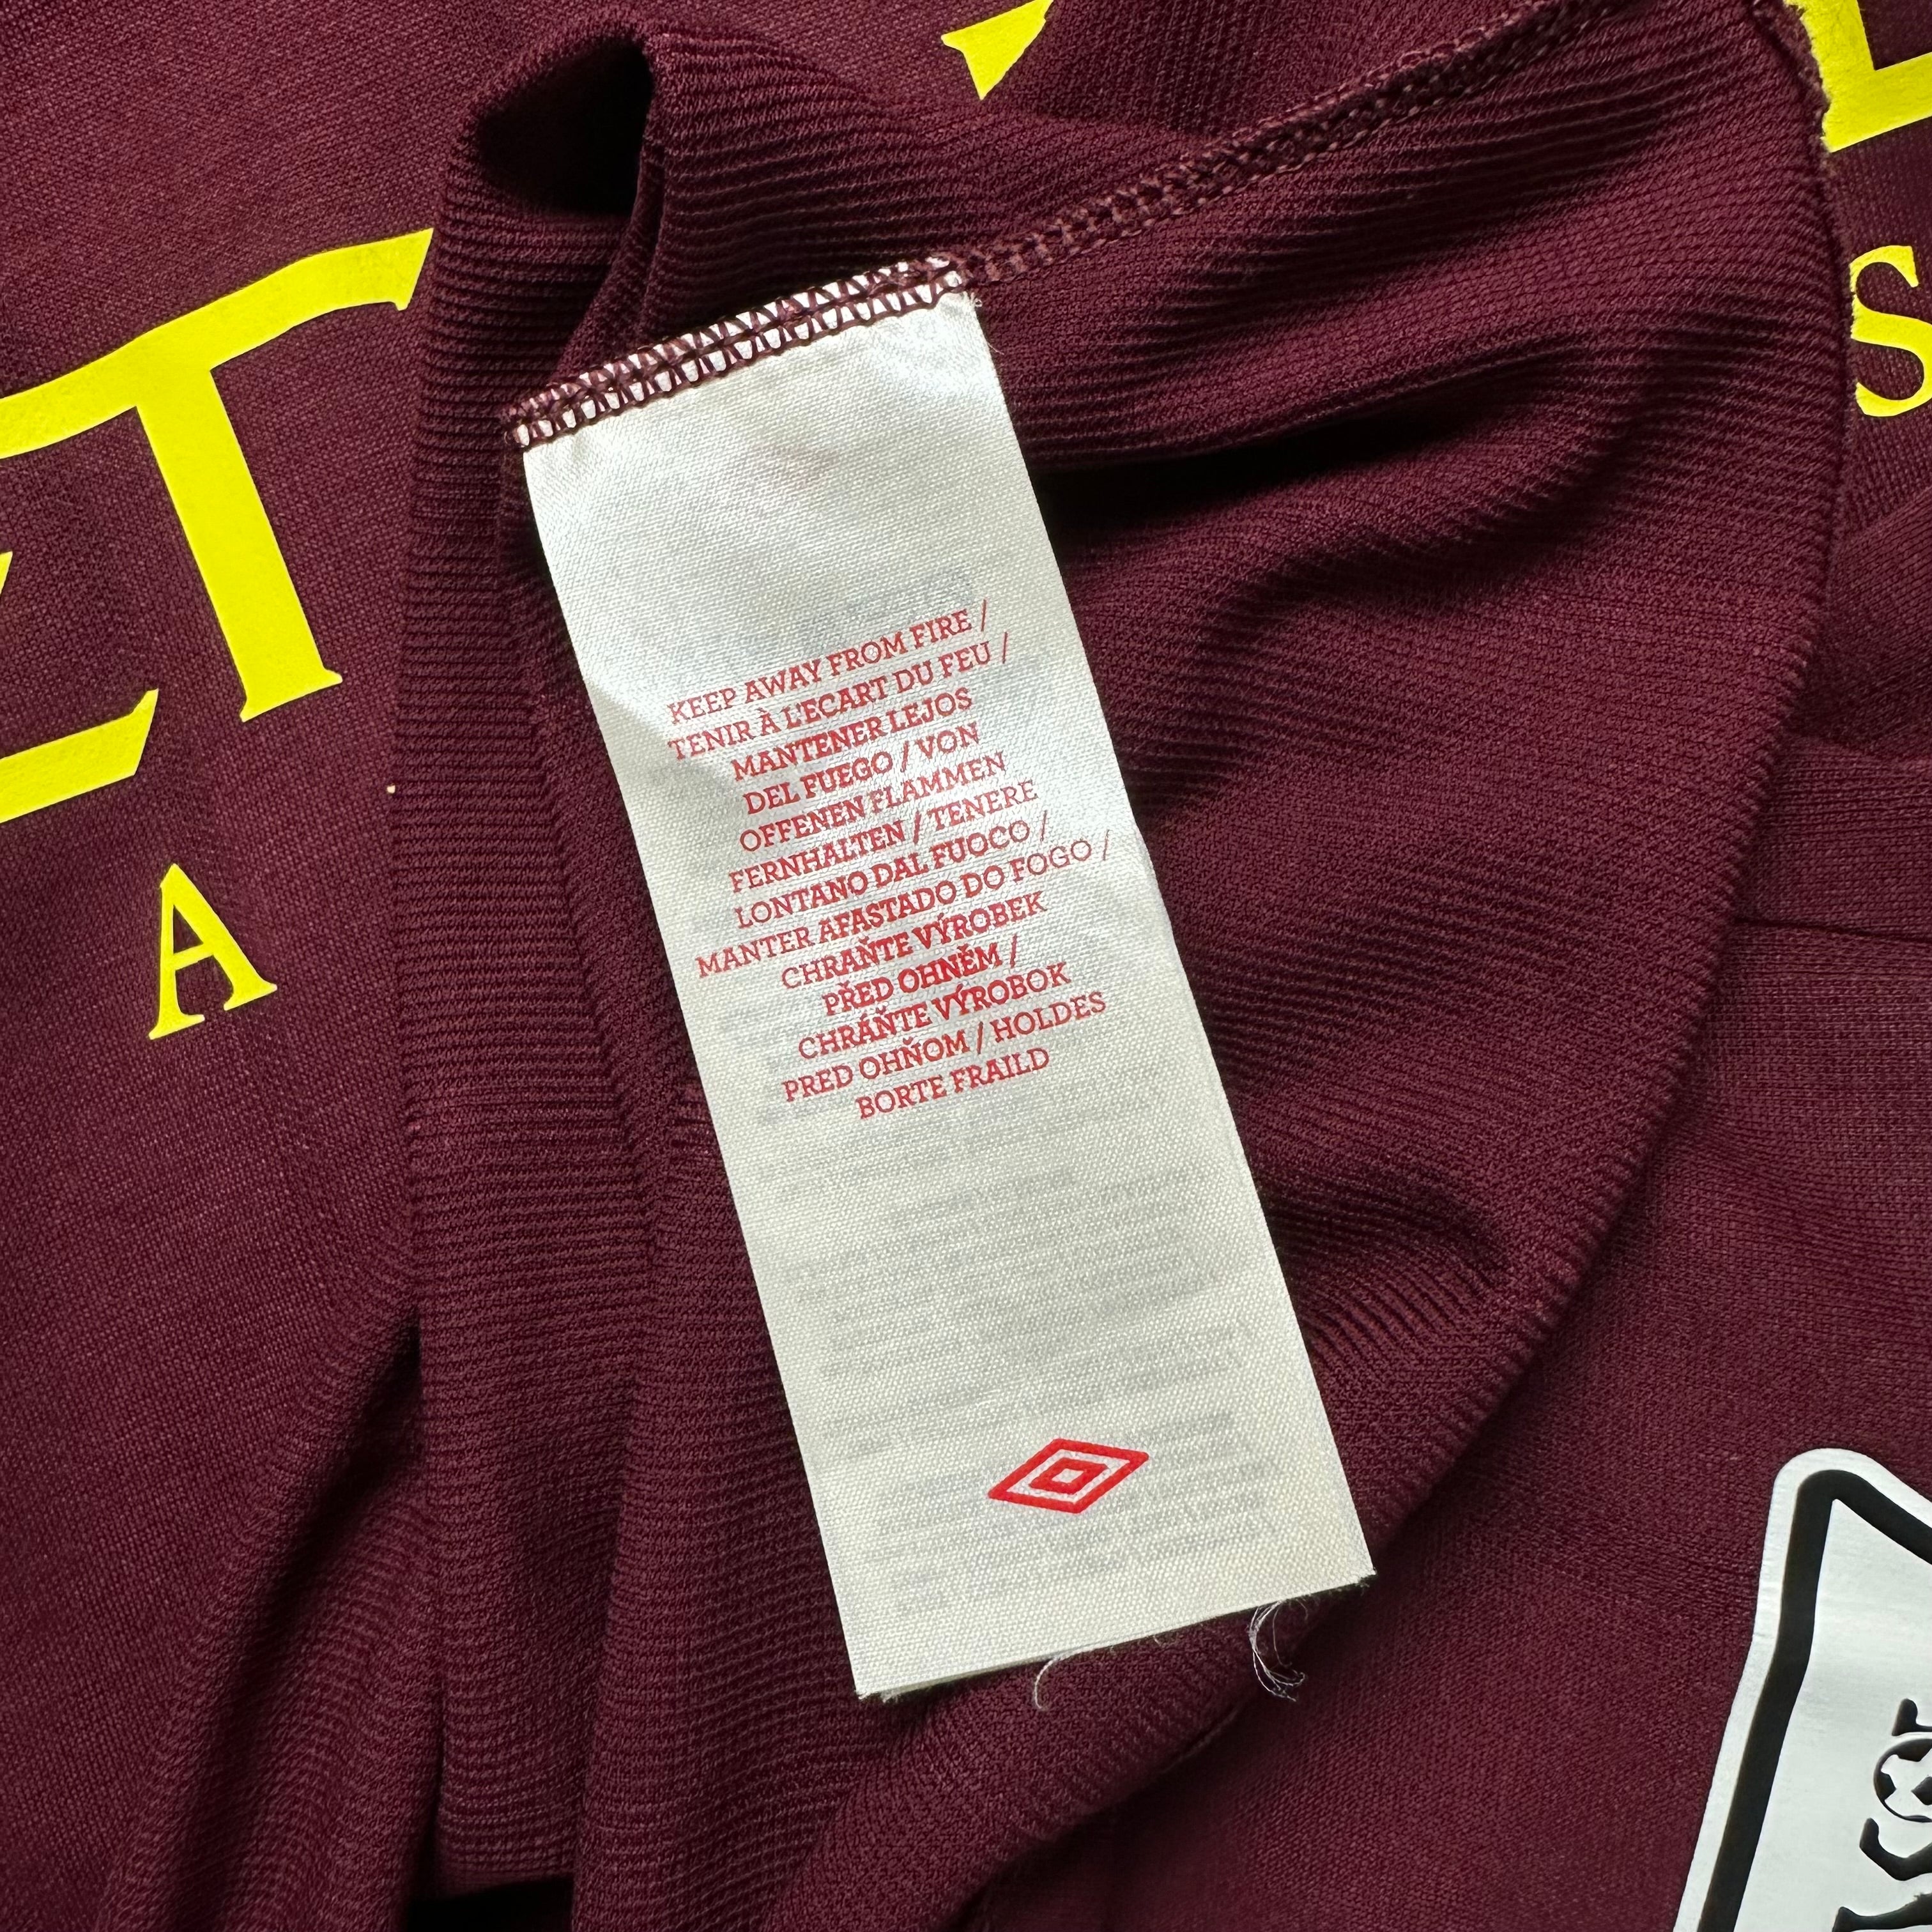 KEEP AWAY FROM FIRE /
TENIR À L'ECART DU FEU /
MANTENER LEJOS
DEL FUEGO / VON
OFFENEN FLAMMEN
FERNHALTEN / TENERE
LONTANO DAL FUOCO /
MANTER AFASTADO DO FOGO /
CHRAŇTE VÝROBEK
PŘED OHNĚM /
CHRÁŇTE VÝROBOK
PRED OHŇOM / HOLDES
BORTE FRAILD
T
A
S